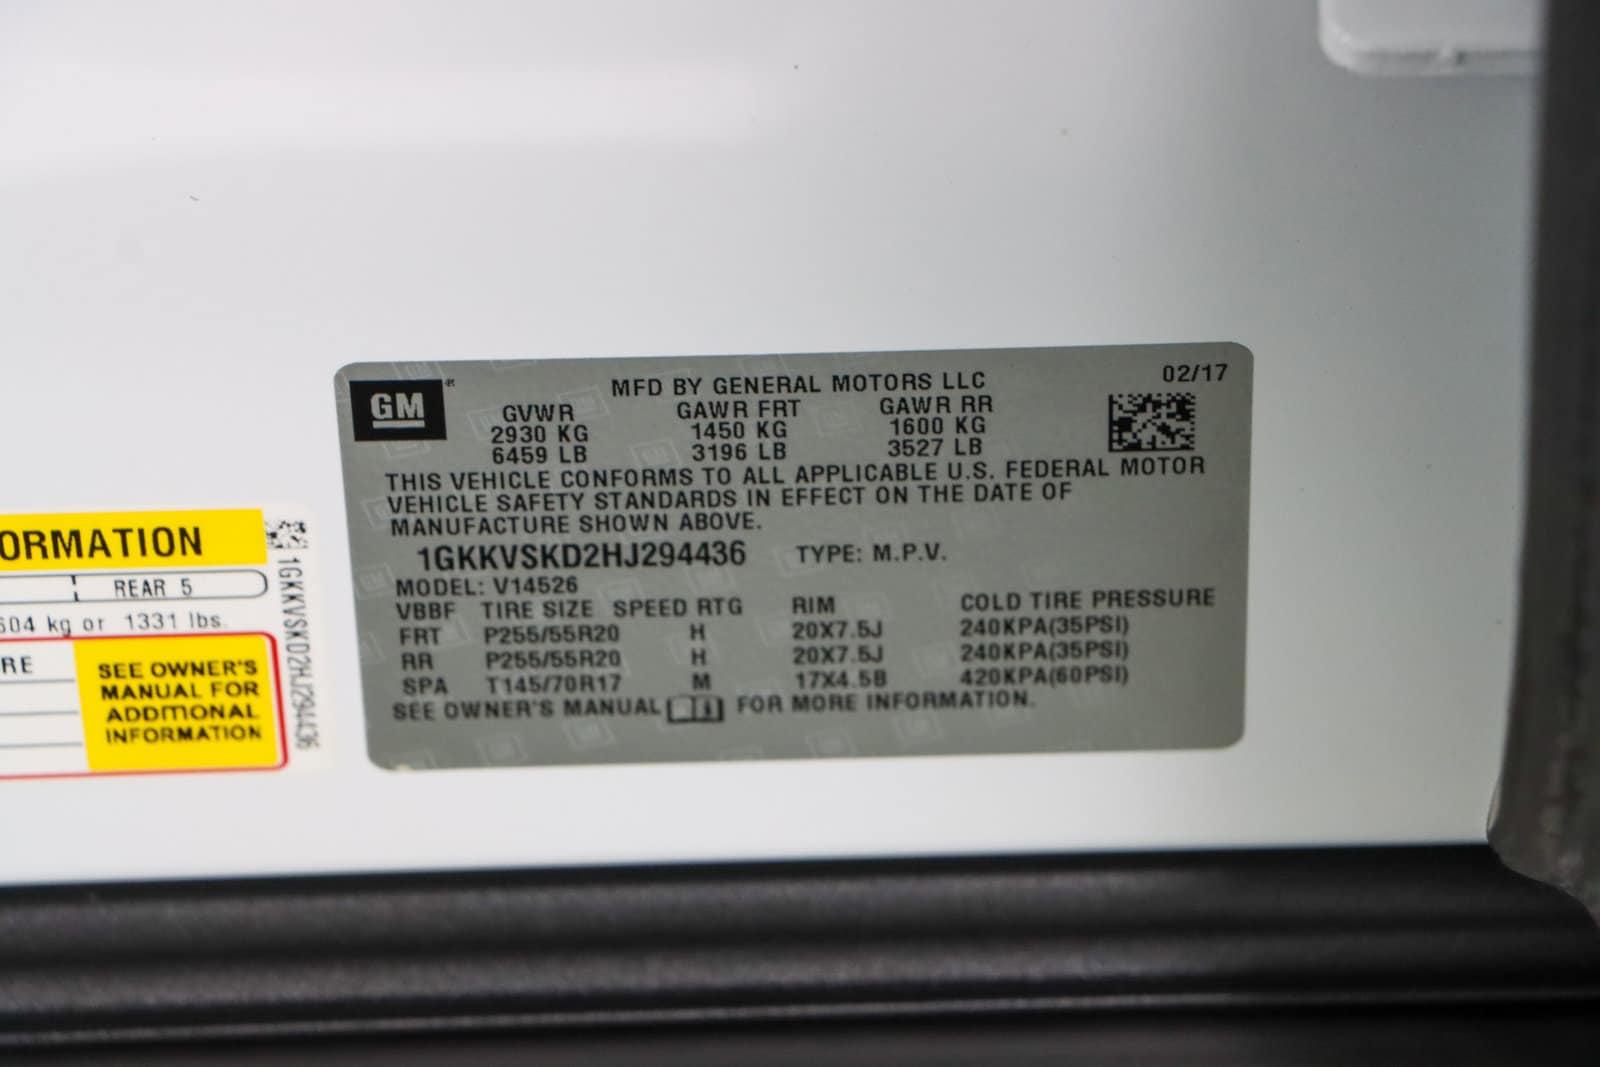 GM
MFD BY GENERAL MOTORS LLC
02/17
GVWR GAWR FRT GAWR RR
2930 KG 1450 KG 1600 KG
6459 LB 3196 LB 3527 LB
THIS VEHICLE CONFORMS TO ALL APPLICABLE U.S. FEDERAL MOTOR
VEHICLE SAFETY STANDARDS IN EFFECT ON THE DATE OF
MANUFACTURE SHOWN ABOVE.
1GKKVSKD2HJ294436 TYPE: M.P.V.
MODEL: V14526
VBBF TIRE SIZE SPEED RTG RIM COLD TIRE PRESSURE
FRT P255/55R20 H 20X7.5J 240KPA(35PSI)
RR P255/55R20 H 20X7.5J 240KPA(35PSI)
SPA T145/70R17 M 17X4.5B 420KPA(60PSI)
SEE OWNER'S MANUAL FOR MORE INFORMATION.
ORMATION
REAR 5
604 kg or 1331 lbs.
RE
SEE OWNER'S
MANUAL FOR
ADDITIONAL
INFORMATION
1GKKVSKD2HJ294436